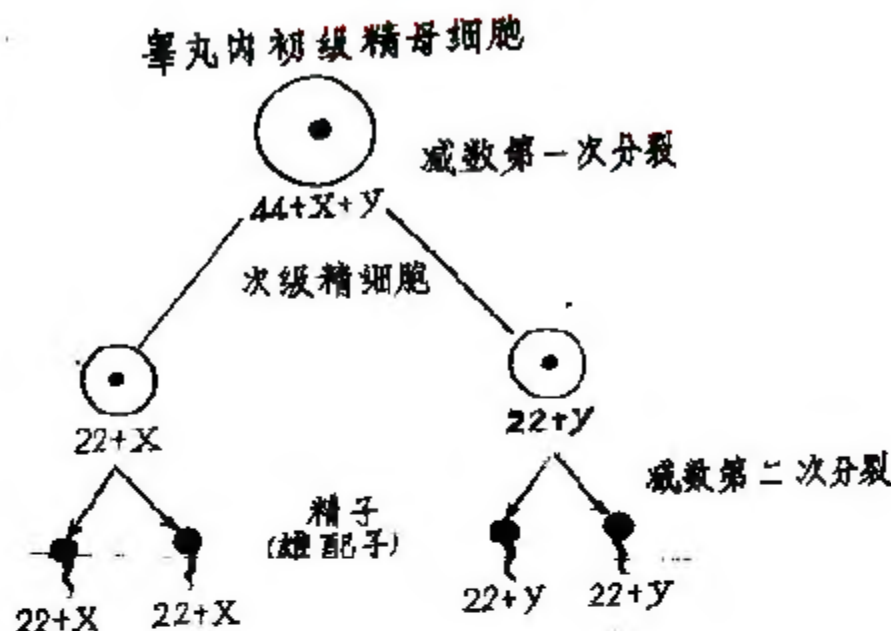 睾丸内初级精母细胞
减数第一次分裂
44+X+y
次级精细胞
22+X
22+y
减数第二次分裂
精子
(雄配子)
22+X
22+X
22+y
22+y